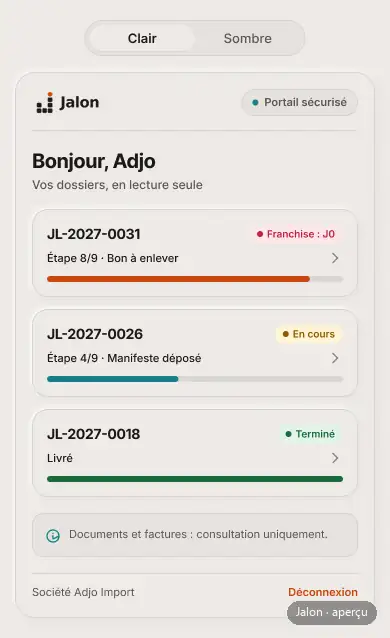 Clair
Sombre
Jalon
Portail sécurisé
Bonjour, Adjo
Vos dossiers, en lecture seule
JL-2027-0031
Franchise : J0
Étape 8/9 · Bon à enlever
JL-2027-0026
En cours
Étape 4/9 · Manifeste déposé
JL-2027-0018
Terminé
Livré
Documents et factures : consultation uniquement.
Société Adjo Import
Déconnexion
Jalon · aperçu